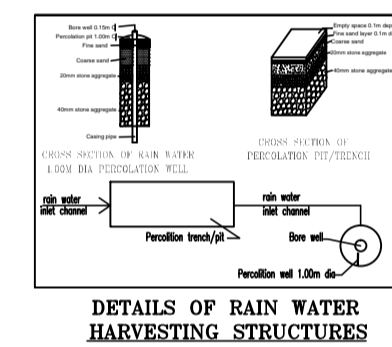 Bore well 0.15m
Percolation pit 1.00m
Fine sand
Coarse sand
20mm stone aggregate
40mm stone aggregate
Casing pipe
CROSS SECTION OF RAIN WATER
1.00M DIA PERCOLATION WELL
Empty space 0.1m dep
Fine sand layer 0.1m d
Coarse sand
20mm stone aggregate
40mm stone aggregate
CROSS SECTION OF
PERCOLATION PIT/TRENCH
rain water
inlet channel
Percolition trench/pit
rain water
inlet channel
Bore well
Percolition well 1.00m dia
DETAILS OF RAIN WATER
HARVESTING STRUCTURES